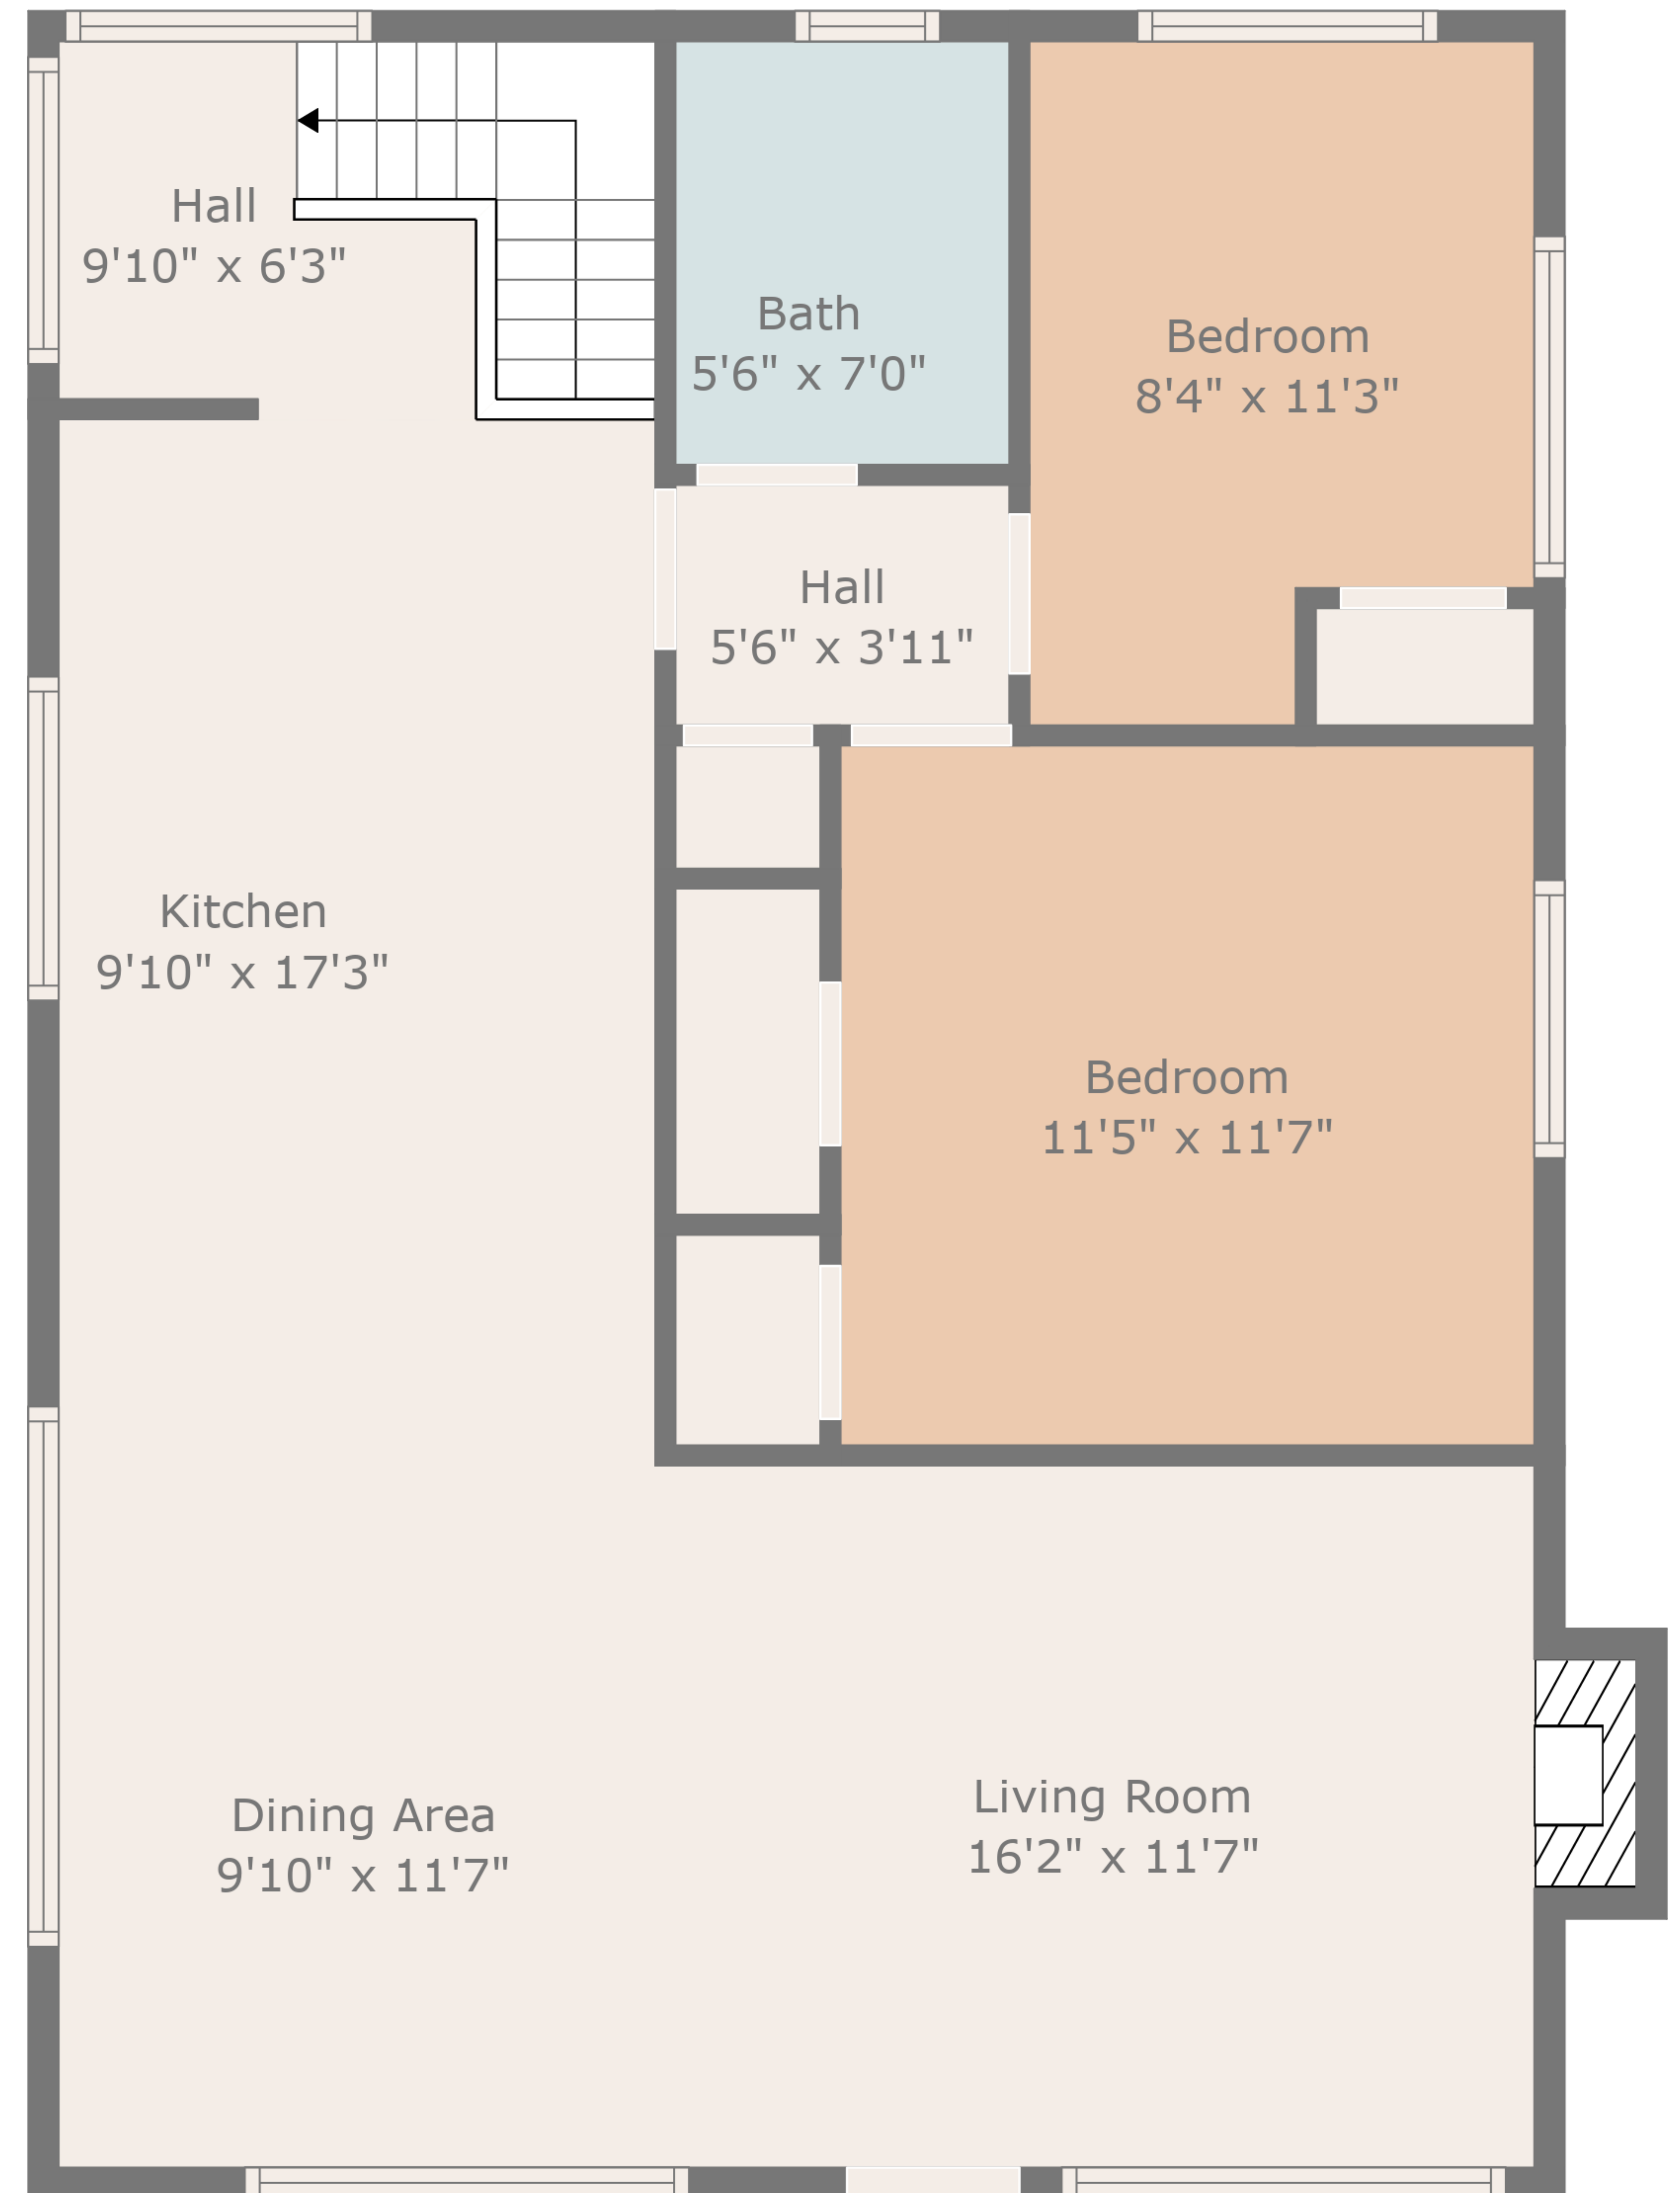 Hall
9'10" x 6'3"
Bath
5'6" x 7'0"
Bedroom
8'4" x 11'3"
Hall
5'6" x 3'11"
Kitchen
9'10" x 17'3"
Bedroom
11'5" x 11'7"
Dining Area
9'10" x 11'7"
Living Room
16'2" x 11'7"